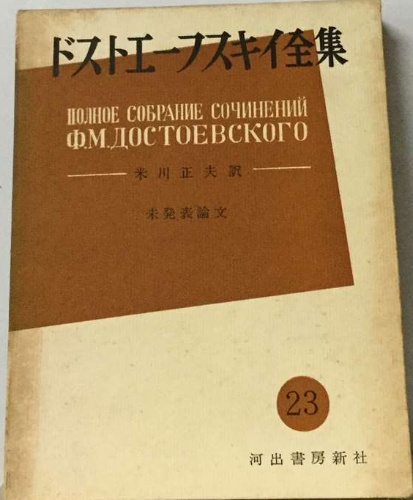 ドストエーフスキイ全集
ПОЛНОЕ СОБРАНИЕ СОЧИНЕНИЙ
Ф.М.ДОСТОЕВСКОГО
米川正夫訳
未発表論文
23
河出書房新社